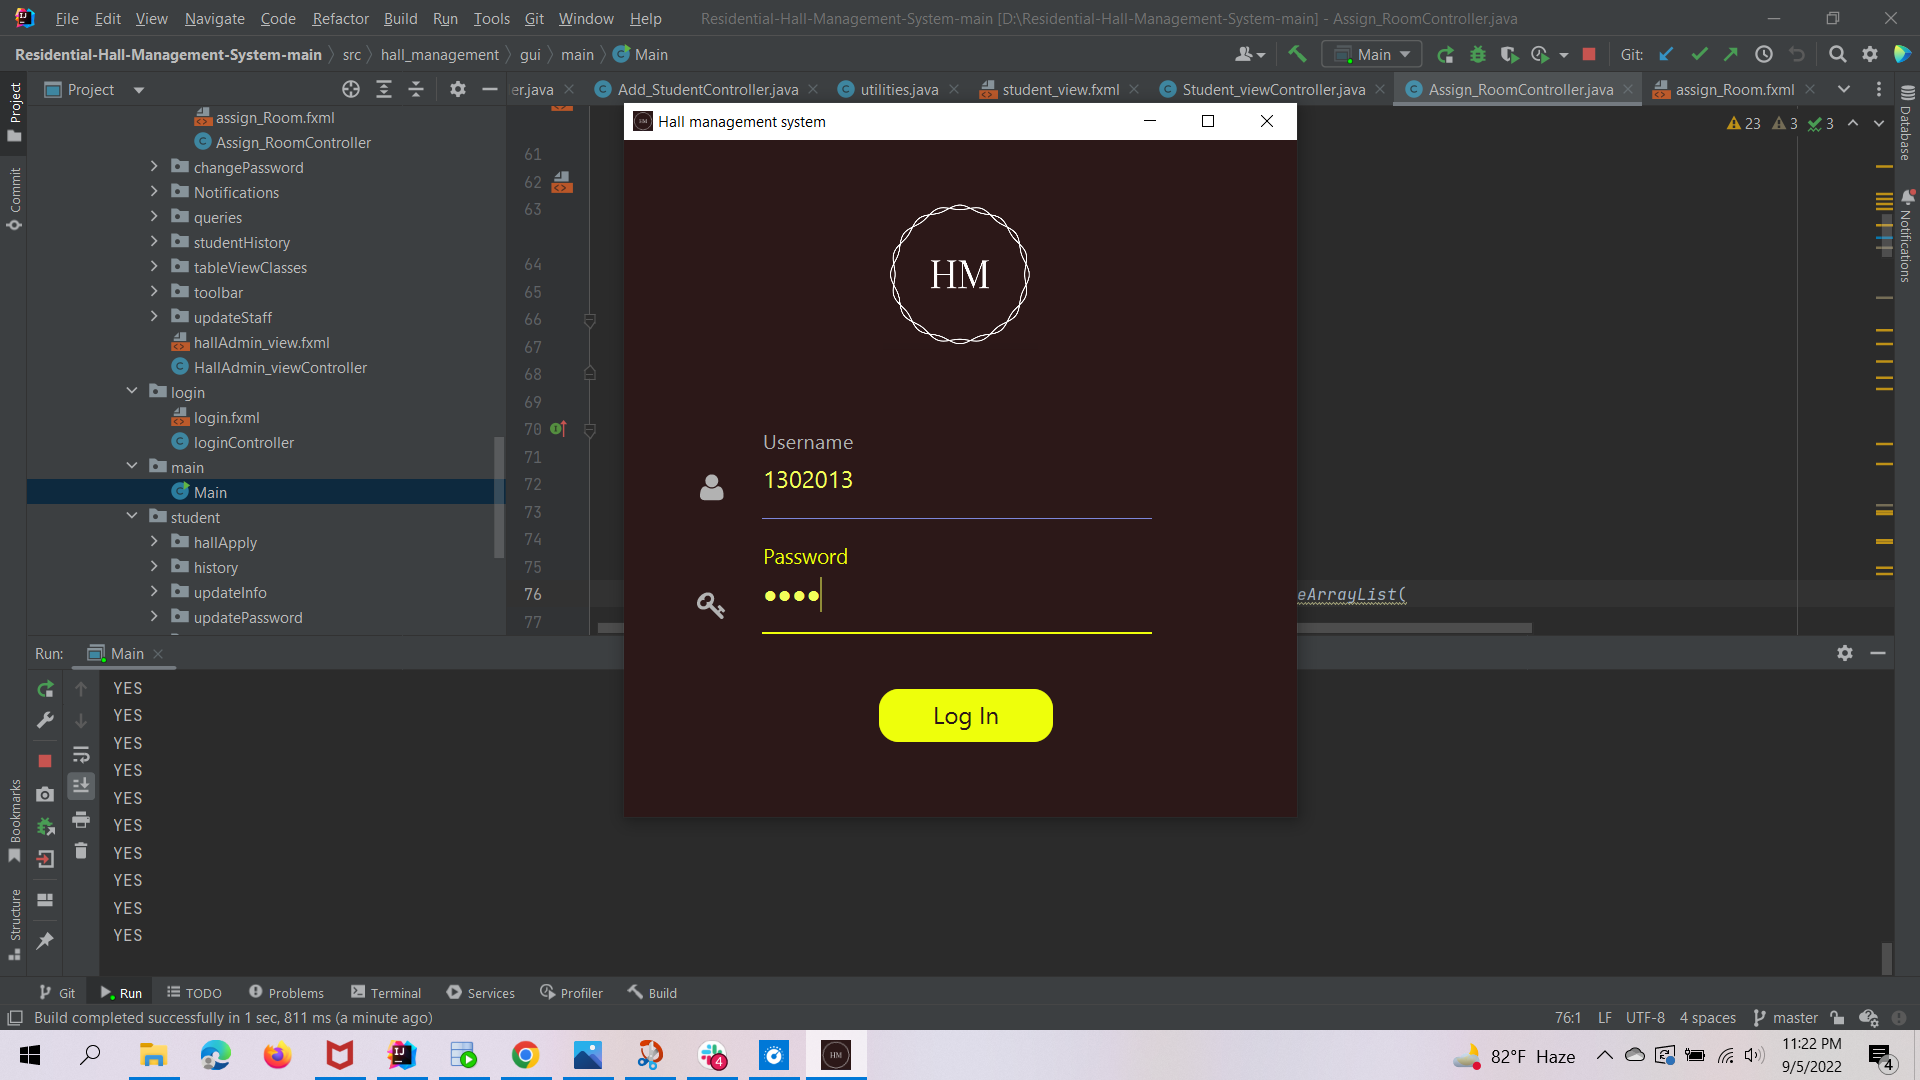 File Edit View Navigate Code Refactor Build Run Tools Git Window Help Residential-Hall-Management-System-main [D:\Residential-Hall-Management-System-main] - Assign_RoomController.java
Residential-Hall-Management-System-main src hall_management gui main Main
Main Git:
Project
er.java Add_StudentController.java utilities.java student_view.fxml Student_viewController.java Assign_RoomController.java assign_Room.fxml
Project
Commit
Bookmarks
Structure
Database
Notifications
assign_Room.fxml
Assign_RoomController
changePassword
Notifications
queries
studentHistory
tableViewClasses
toolbar
updateStaff
hallAdmin_view.fxml
HallAdmin_viewController
login
login.fxml
loginController
main
Main
student
hallApply
history
updateInfo
updatePassword
23 3 3
61
62
63
64
65
66
67
68
69
70
71
72
73
74
75
76 eArrayList(
77
HM Hall management system
HM
Username
1302013
Password
Log In
Run: Main
YES
YES
YES
YES
YES
YES
YES
YES
YES
YES
Git Run TODO Problems Terminal Services Profiler Build
Build completed successfully in 1 sec, 811 ms (a minute ago) 76:1 LF UTF-8 4 spaces master
IJ 4 HM 82°F Haze 11:22 PM
9/5/2022 4